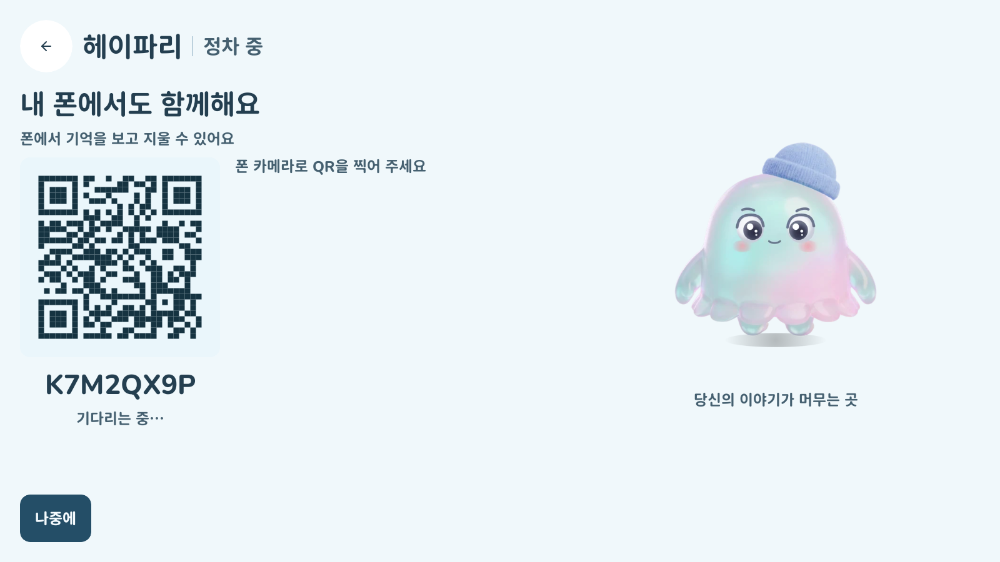 헤이파리
정차 중
내 폰에서도 함께해요
폰에서 기억을 보고 지울 수 있어요
폰 카메라로 QR을 찍어 주세요
K7M2QX9P
기다리는 중…
당신의 이야기가 머무는 곳
나중에